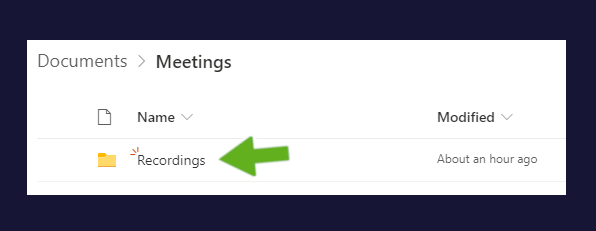 Documents > Meetings
Name Modified
Recordings About an hour ago